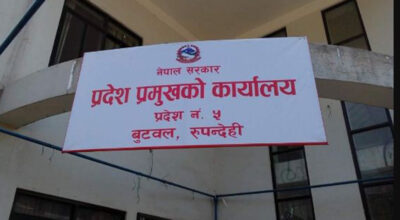 नेपाल सरकार
प्रदेश प्रमुखको कार्यालय
प्रदेश नं. ५
बुटवल, रुपन्देही